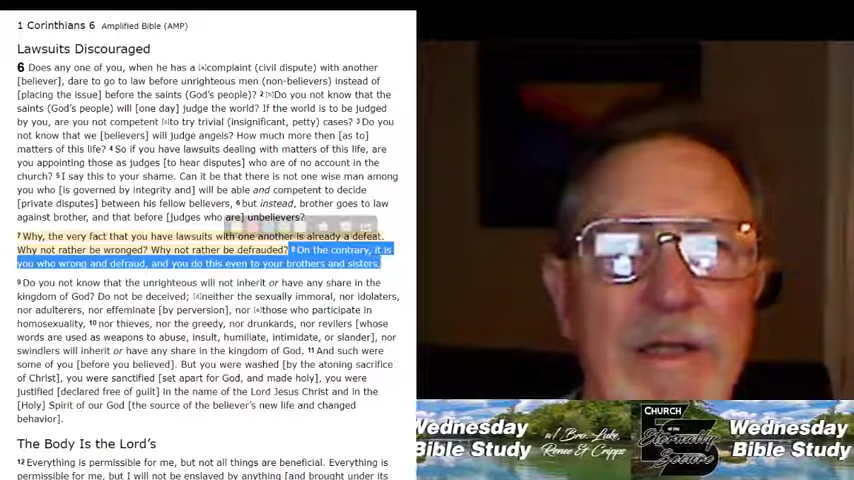 1 Corinthians 6 Amplified Bible (AMP)
Lawsuits Discouraged
6 Does any one of you, when he has a [a]complaint (civil dispute) with another
[believer], dare to go to law before unrighteous men (non-believers) instead of
[placing the issue] before the saints (God's people)? 2 [b]Do you not know that the
saints (God's people) will [one day] judge the world? If the world is to be judged
by you, are you not competent [c]to try trivial (insignificant, petty) cases? 3 Do you
not know that we [believers] will judge angels? How much more then [as to]
matters of this life? 4 So if you have lawsuits dealing with matters of this life, are
you appointing those as judges [to hear disputes] who are of no account in the
church? 5 I say this to your shame. Can it be that there is not one wise man among
you who [is governed by integrity and] will be able and competent to decide
[private disputes] between his fellow believers, 6 but instead, brother goes to law
against brother, and that before [judges who are] unbelievers?
7 Why, the very fact that you have lawsuits with one another is already a defeat.
Why not rather be wronged? Why not rather be defrauded? 8 On the contrary, it is
you who wrong and defraud, and you do this even to your brothers and sisters.
9 Do you not know that the unrighteous will not inherit or have any share in the
kingdom of God? Do not be deceived; [d]neither the sexually immoral, nor idolaters,
nor adulterers, nor effeminate [by perversion], nor [e]those who participate in
homosexuality, 10 nor thieves, nor the greedy, nor drunkards, nor revilers [whose
words are used as weapons to abuse, insult, humiliate, intimidate, or slander], nor
swindlers will inherit or have any share in the kingdom of God. 11 And such were
some of you [before you believed]. But you were washed [by the atoning sacrifice
of Christ], you were sanctified [set apart for God, and made holy], you were
justified [declared free of guilt] in the name of the Lord Jesus Christ and in the
[Holy] Spirit of our God [the source of the believer's new life and changed
behavior].
The Body Is the Lord's
12 Everything is permissible for me, but not all things are beneficial. Everything is
permissible for me, but I will not be enslaved by anything [and brought under its
Wednesday
Bible Study
w/ Bro. Luke,
Renee & Cripps
CHURCH
of the
Eternally
Secure
Wednesday
Bible Study